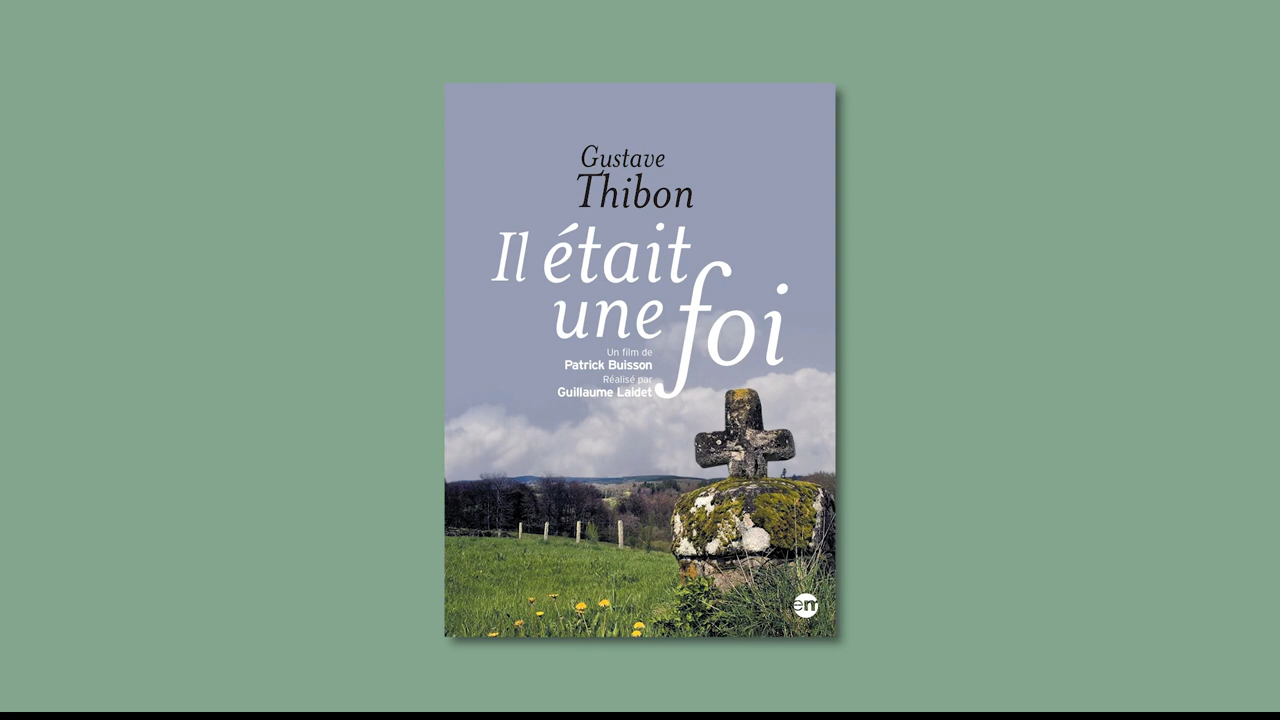 Gustave
Thibon
Il était
une foi
Un film de
Patrick Buisson
Réalisé par
Guillaume Laidet
em